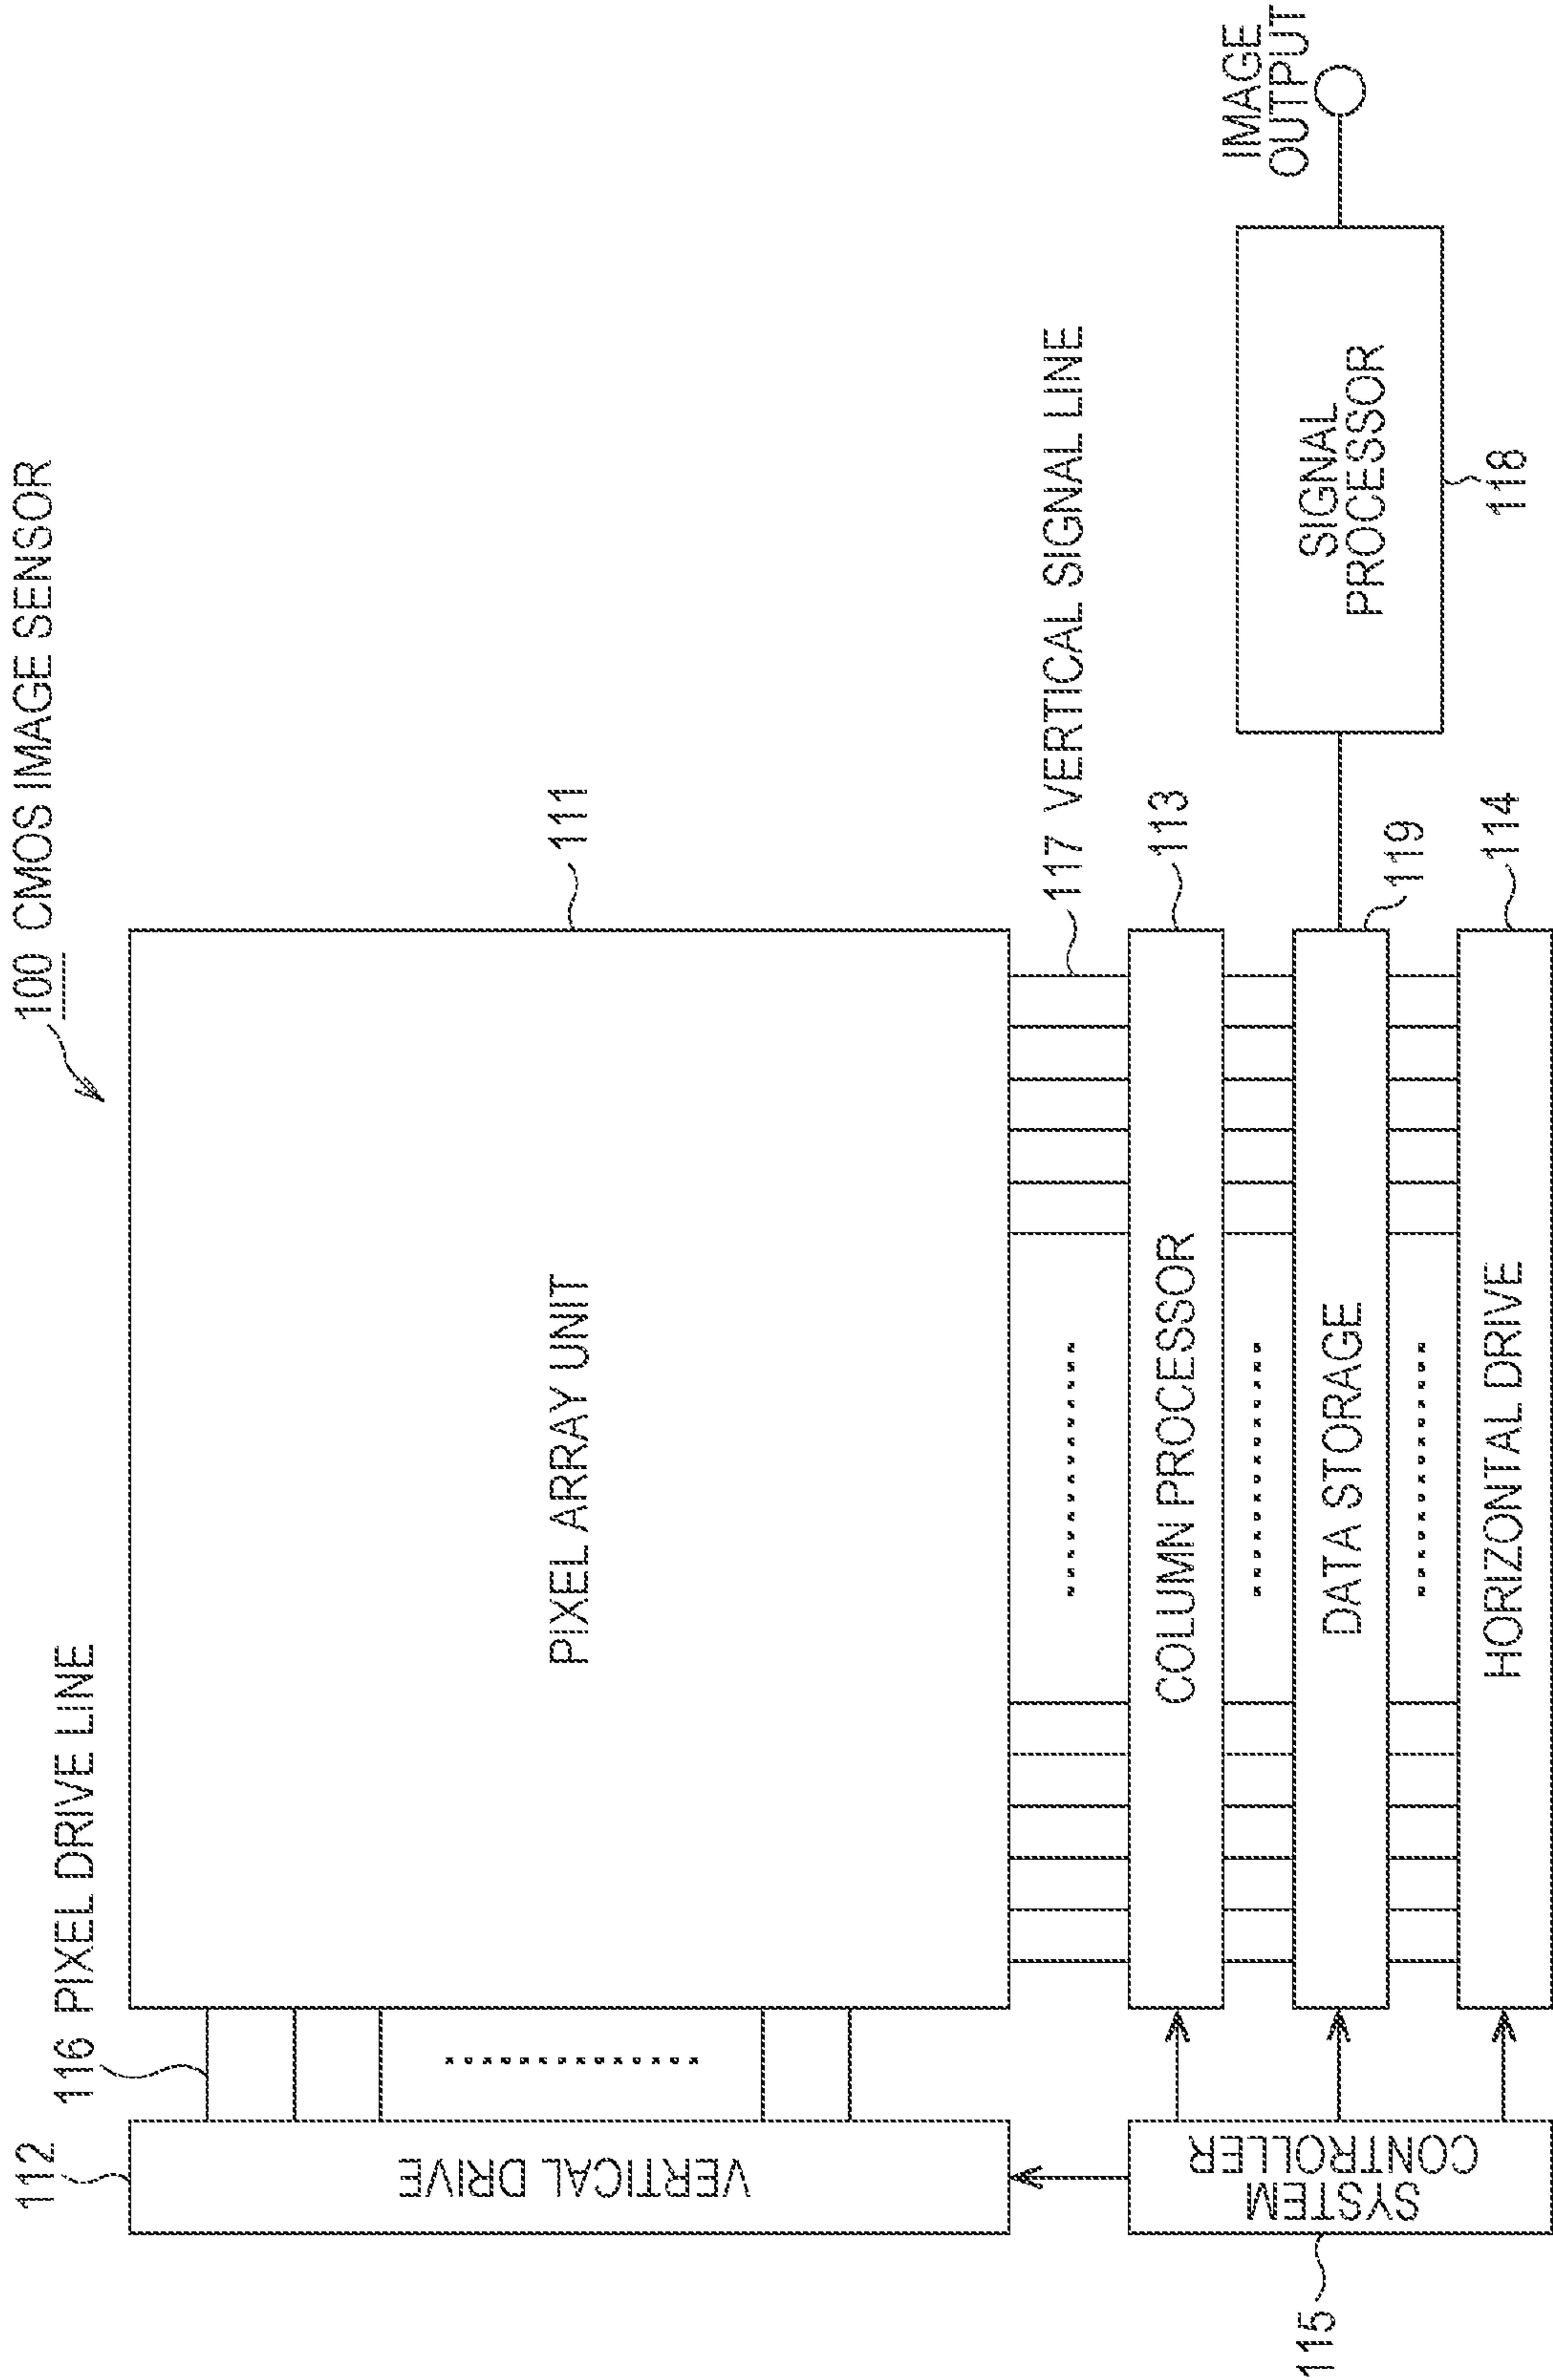 100 CMOS IMAGE SENSOR
116 PIXEL DRIVE LINE
112
VERTICAL DRIVE
PIXEL ARRAY UNIT
111
117 VERTICAL SIGNAL LINE
115
SYSTEM
CONTROLLER
COLUMN PROCESSOR
113
DATA STORAGE
119
HORIZONTAL DRIVE
114
SIGNAL
PROCESSOR
118
IMAGE
OUTPUT